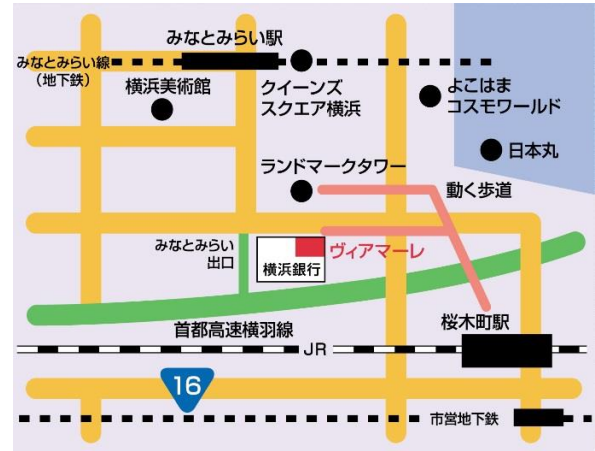 みなとみらい駅
みなとみらい線
（地下鉄）
横浜美術館
クイーンズ
スクエア横浜
よこはま
コスモワールド
日本丸
ランドマークタワー
動く歩道
みなとみらい
出口
横浜銀行
ヴィアマーレ
首都高速横羽線
桜木町駅
JR
16
市営地下鉄